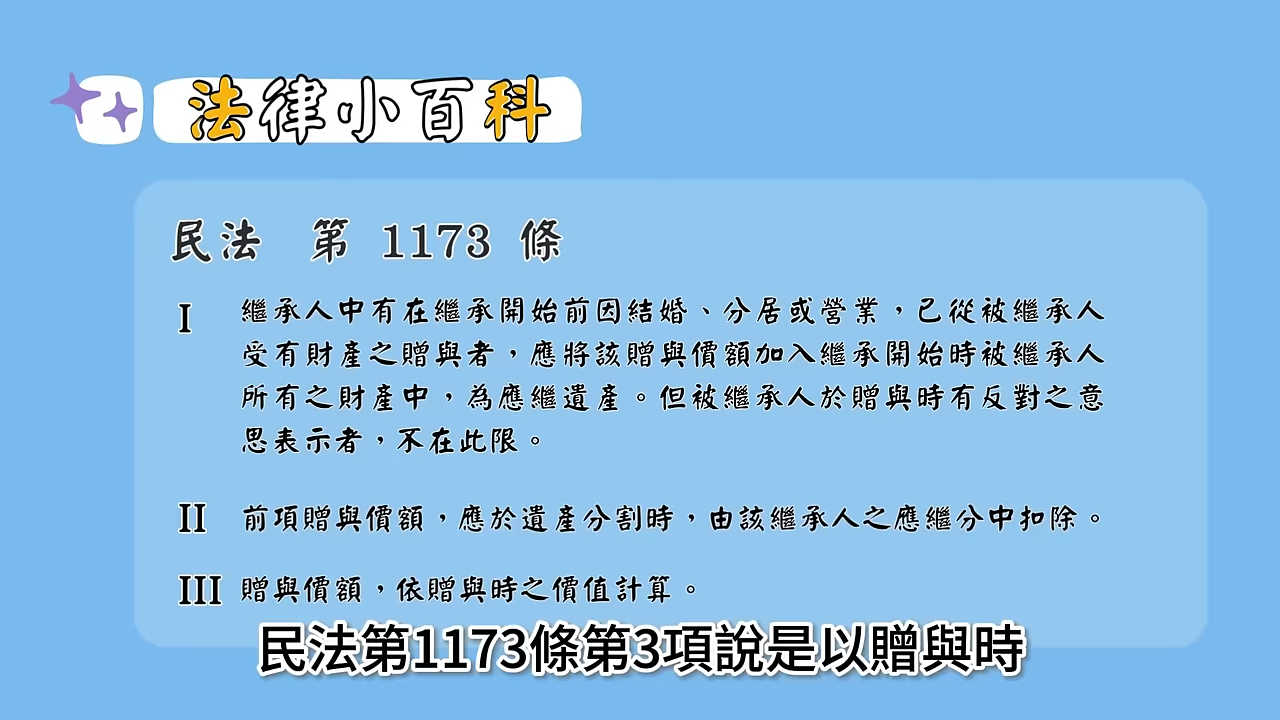 法律小百科
民法 第 1173 條
I 繼承人中有在繼承開始前因結婚、分居或營業，已從被繼承人
受有財產之贈與者，應將該贈與價額加入繼承開始時被繼承人
所有之財產中，為應繼遺產。但被繼承人於贈與時有反對之意
思表示者，不在此限。
II 前項贈與價額，應於遺產分割時，由該繼承人之應繼分中扣除。
III 贈與價額，依贈與時之價值計算。
民法第1173條第3項說是以贈與時